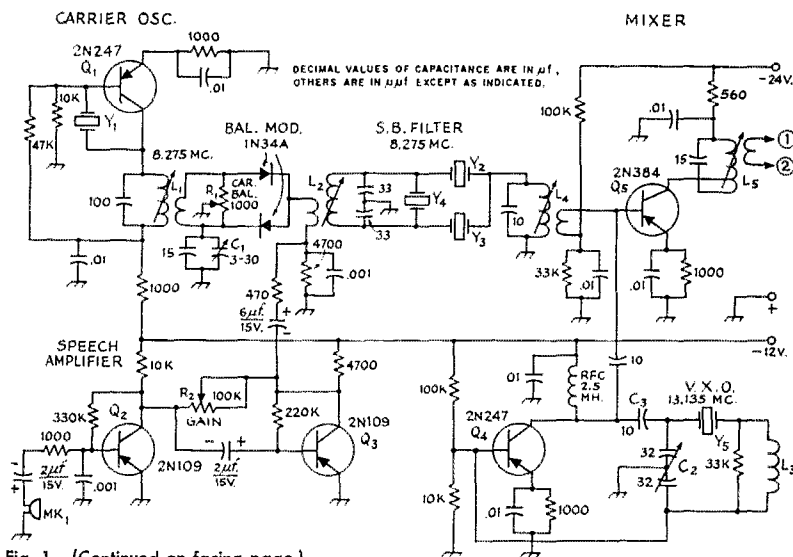 CARRIER OSC.
MIXER
2N247
Q1
1000
.01
DECIMAL VALUES OF CAPACITANCE ARE IN μf,
OTHERS ARE IN μμf EXCEPT AS INDICATED.
10K
Y1
47K
8.275 MC.
100
L1
.01
1000
BAL. MOD.
1N34A
R1
CAR.
BAL.
1000
15
C1
3-30
L2
4700
.001
470
6μf.
15V.
+
-
S.B. FILTER
8.275 MC.
.33
.33
Y4
Y2
Y3
10
L4
100K
33K
.01
2N384
Q5
.01
1000
.01
560
15
L5
-24V.
1
2
+
-12V.
SPEECH
AMPLIFIER
10K
330K
Q2
1000
2μf
15V.
-
+
.001
MK1
2N109
R2
100K
GAIN
220K
4700
- +
2μf
15V.
2N109
Q3
100K
10K
2N247
Q4
.01
1000
.01
RFC
2.5
MH.
10
C3
10
V.X.O.
13.135 MC.
Y5
32
32
C2
33K
L3
Fig. 1 (Continued on facing page.)